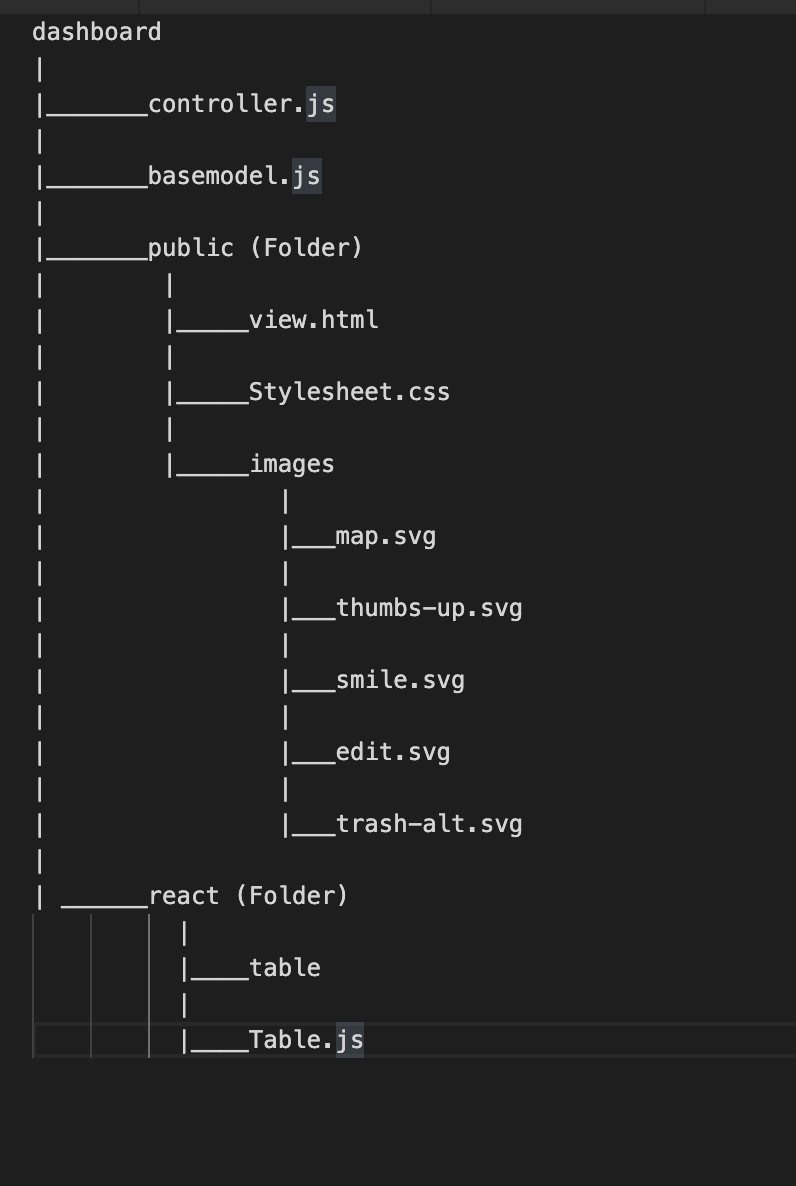 dashboard
|
|_______controller.js
|
|_______basemodel.js
|
|_______public (Folder)
|        |
|        |_____view.html
|        |
|        |_____Stylesheet.css
|        |
|        |_____images
|                |
|                |___map.svg
|                |
|                |___thumbs-up.svg
|                |
|                |___smile.svg
|                |
|                |___edit.svg
|                |
|                |___trash-alt.svg
|
| ______react (Folder)
          |
          |____table
          |
          |____Table.js